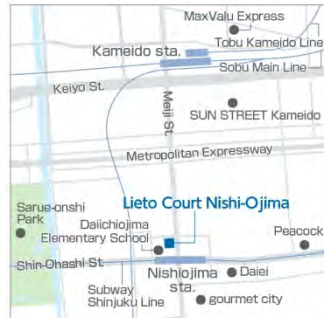 MaxValu Express
Tobu Kameido Line
Kameido sta.
Sobu Main Line
Keiyo St.
Meiji St.
SUN STREET Kameido
Metropolitan Expressway
Lieto Court Nishi-Ojima
Sarue-onshi
Park
Daiichiojima
Elementary School
Peacock
Shin-Ohashi St.
Nishiojima
sta.
Daiei
Subway
Shinjuku Line
gourmet city